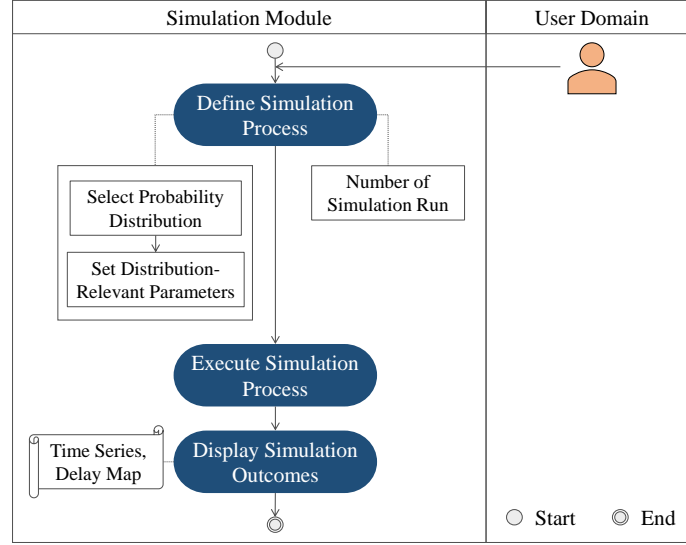 Simulation Module
User Domain
Define Simulation
Process
Select Probability
Distribution
Set Distribution-
Relevant Parameters
Number of
Simulation Run
Execute Simulation
Process
Time Series,
Delay Map
Display Simulation
Outcomes
Start
End